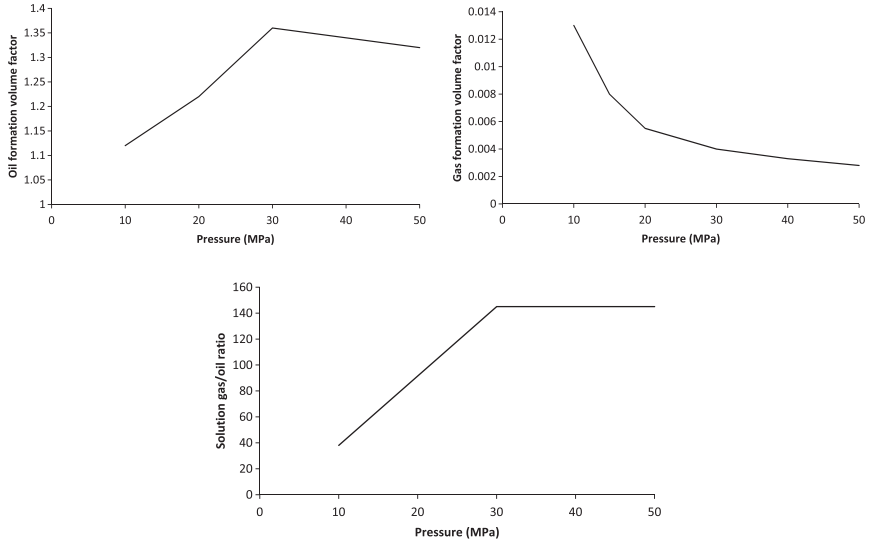 Oil formation volume factor
1.4
1.35
1.3
1.25
1.2
1.15
1.1
1.05
1
0 10 20 30 40 50
Pressure (MPa)
Gas formation volume factor
0.014
0.012
0.01
0.008
0.006
0.004
0.002
0
0 10 20 30 40 50
Pressure (MPa)
Solution gas/oil ratio
160
140
120
100
80
60
40
20
0
0 10 20 30 40 50
Pressure (MPa)